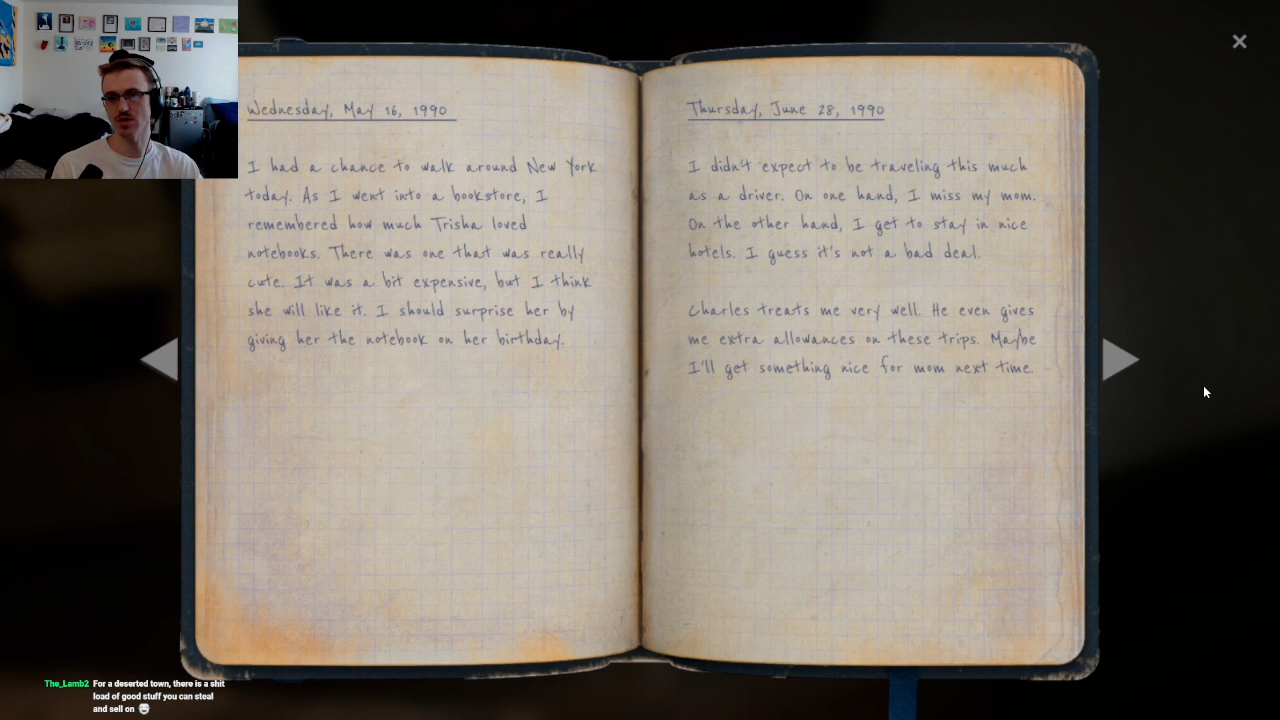 Wednesday, May 16, 1990
I had a chance to walk around New York
today. As I went into a bookstore, I
remembered how much Trisha loved
notebooks. There was one that was really
cute. It was a bit expensive, but I think
she will like it. I should surprise her by
giving her the notebook on her birthday.
Thursday, June 28, 1990
I didn't expect to be traveling this much
as a driver. On one hand, I miss my mom.
On the other hand, I get to stay in nice
hotels. I guess it's not a bad deal.
Charles treats me very well. He even gives
me extra allowances on these trips. Maybe
I'll get something nice for mom next time.
The_Lamb2 For a deserted town, there is a shit
load of good stuff you can steal
and sell on